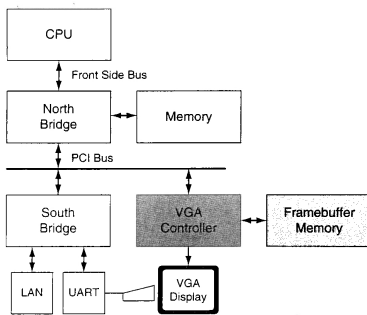 CPU
Front Side Bus
North
Bridge
Memory
PCI Bus
South
Bridge
VGA
Controller
Framebuffer
Memory
LAN
UART
VGA
Display